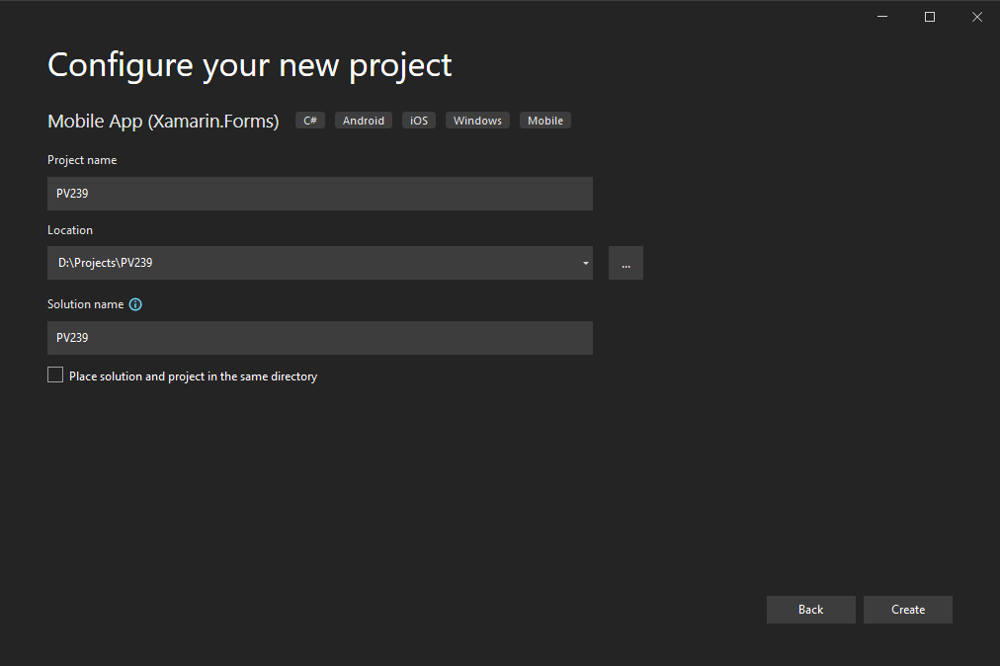 Configure your new project
Mobile App (Xamarin.Forms) C# Android iOS Windows Mobile
Project name
PV239
Location
D:\Projects\PV239
...
Solution name
PV239
Place solution and project in the same directory
Back Create